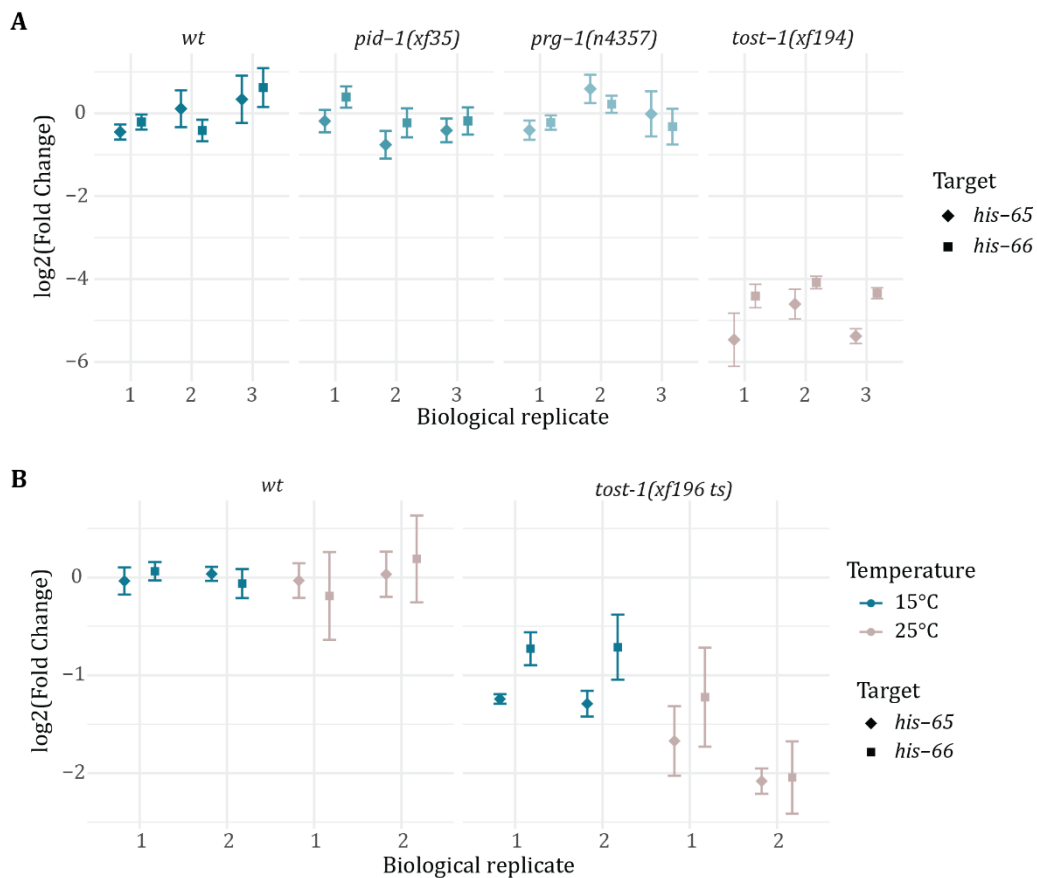 A
wt
pid–1(xf35)
prg–1(n4357)
tost–1(xf194)
log2(Fold Change)
0
−2
−4
−6
1 2 3
1 2 3
1 2 3
1 2 3
Biological replicate
Target
his–65
his–66
B
wt
tost-1(xf196 ts)
log2(Fold Change)
0
−1
−2
1 2 1 2
1 2 1 2
Biological replicate
Temperature
15°C
25°C
Target
his–65
his–66